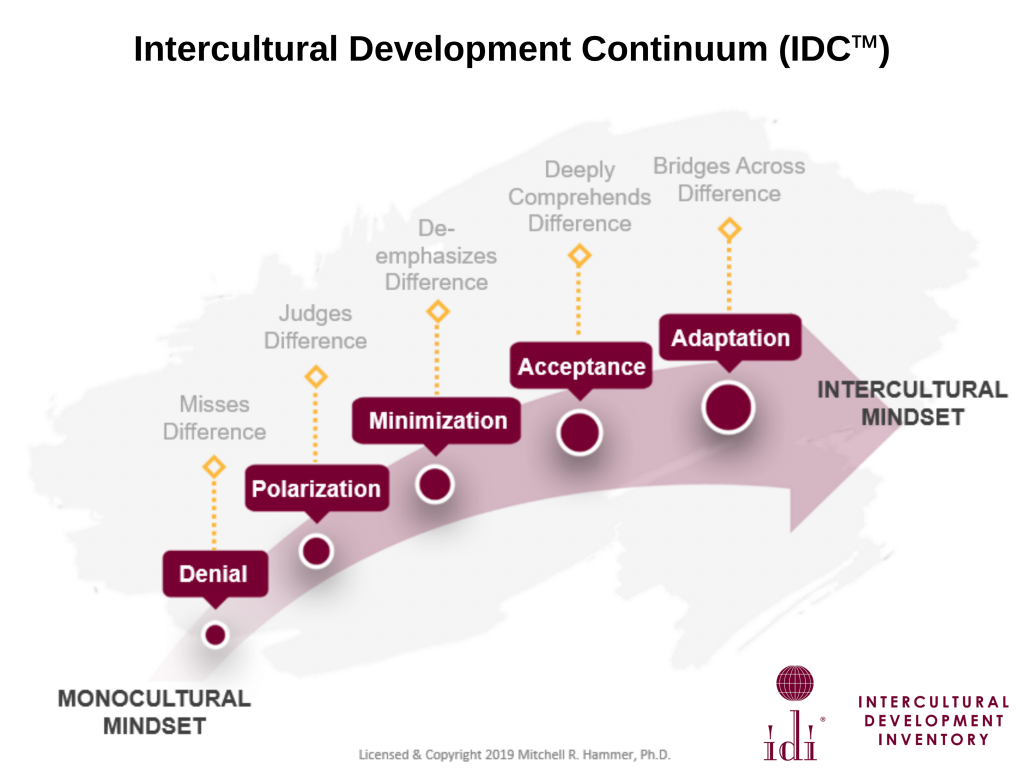 Intercultural Development Continuum (IDC™)
Deeply
Comprehends
Difference
Bridges Across
Difference
De-
emphasizes
Difference
Judges
Difference
Misses
Difference
Adaptation
Acceptance
Minimization
Polarization
Denial
INTERCULTURAL
MINDSET
MONOCULTURAL
MINDSET
idi®
INTERCULTURAL
DEVELOPMENT
INVENTORY
Licensed & Copyright 2019 Mitchell R. Hammer, Ph.D.